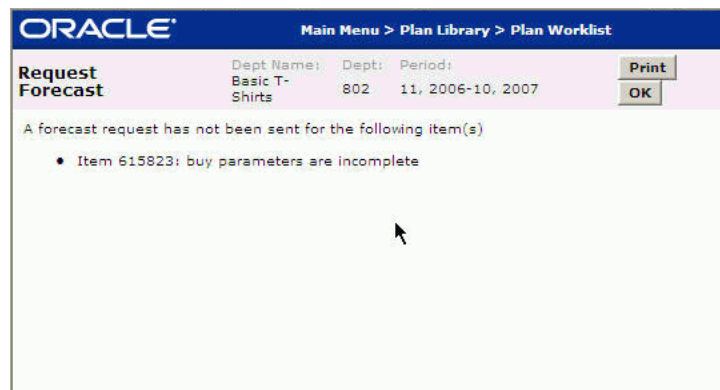 ORACLE
Main Menu > Plan Library > Plan Worklist
Request
Forecast
Dept Name:
Basic T-
Shirts
Dept:
802
Period:
11, 2006-10, 2007
Print
OK
A forecast request has not been sent for the following item(s)
• Item 615823: buy parameters are incomplete